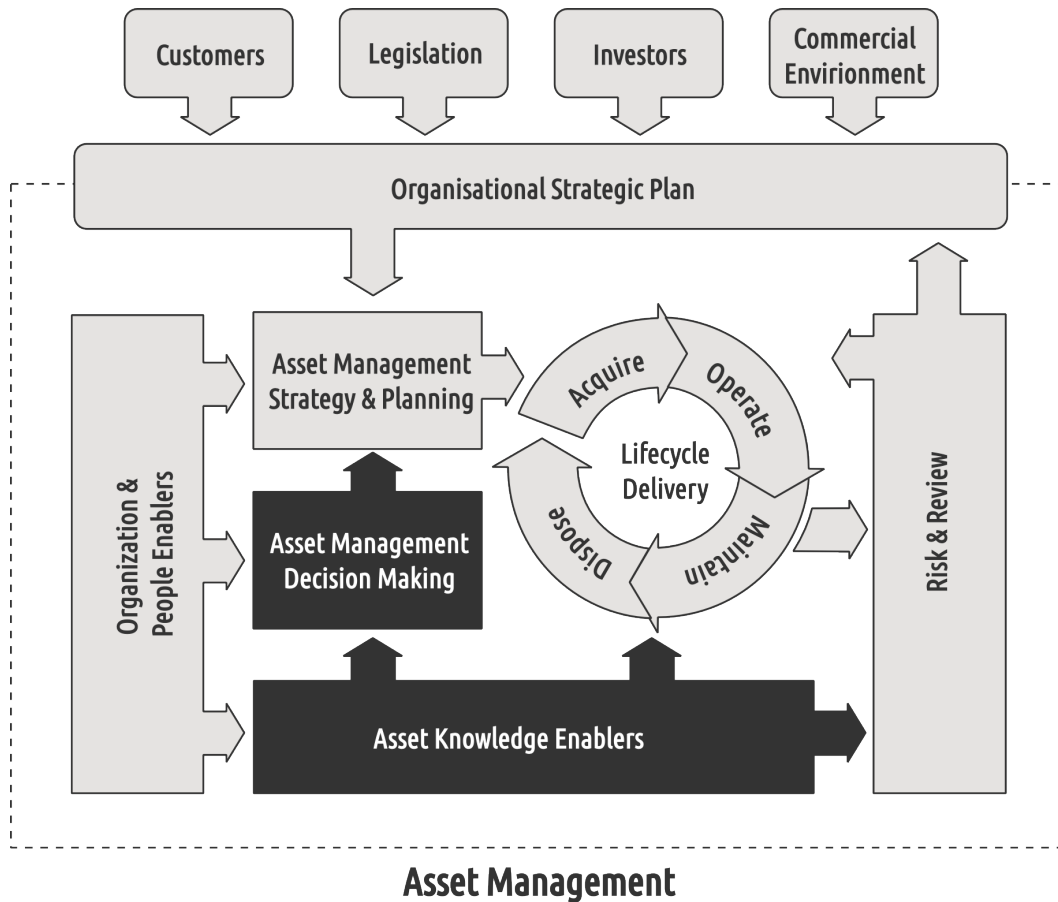 Customers
Legislation
Investors
Commercial
Envirionment
Organisational Strategic Plan
Organization &
People Enablers
Asset Management
Strategy & Planning
Asset Management
Decision Making
Acquire
Operate
Maintain
Dispose
Lifecycle
Delivery
Risk & Review
Asset Knowledge Enablers
Asset Management